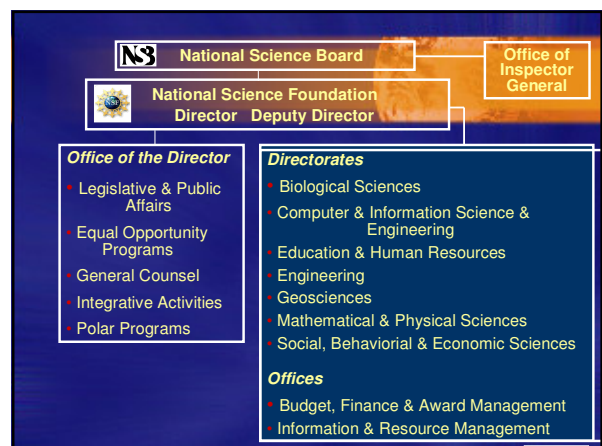 NSB National Science Board
Office of
Inspector
General
NSF National Science Foundation
Director Deputy Director
Office of the Director
• Legislative & Public
Affairs
• Equal Opportunity
Programs
• General Counsel
• Integrative Activities
• Polar Programs
Directorates
• Biological Sciences
• Computer & Information Science &
Engineering
• Education & Human Resources
• Engineering
• Geosciences
• Mathematical & Physical Sciences
• Social, Behaviorial & Economic Sciences
Offices
• Budget, Finance & Award Management
• Information & Resource Management